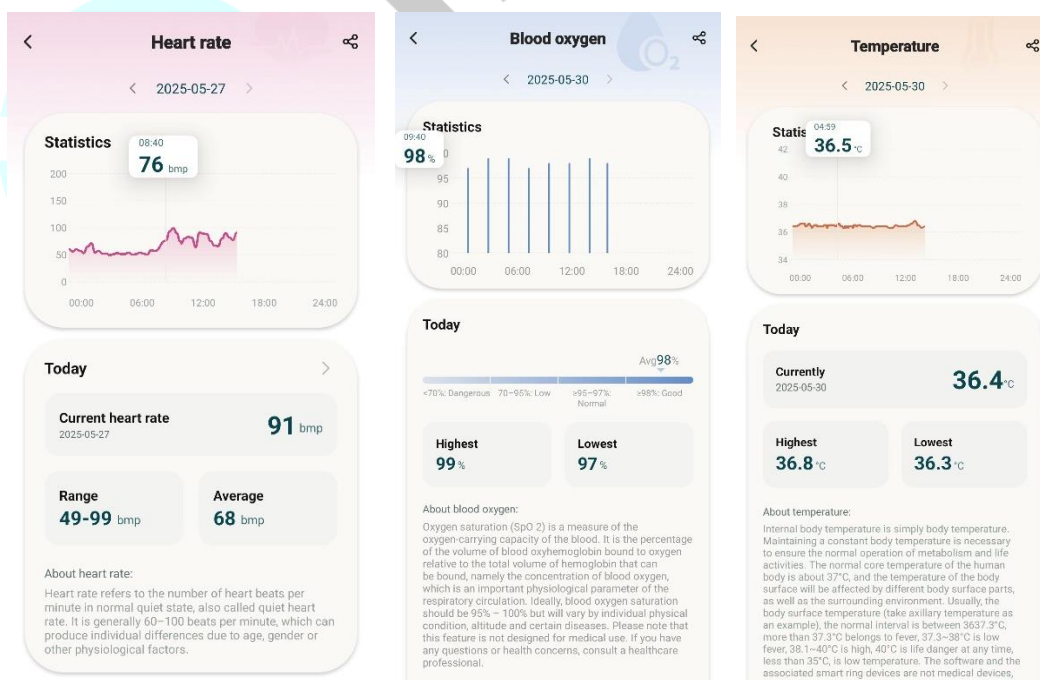 Heart rate
2025-05-27
Statistics
08:40
76 bmp
200
150
100
50
0
00:00 06:00 12:00 18:00 24:00
Today
Current heart rate
2025-05-27
91 bmp
Range
49-99 bmp
Average
68 bmp
About heart rate:
Heart rate refers to the number of heart beats per
minute in normal quiet state, also called quiet heart
rate. It is generally 60–100 beats per minute, which can
produce individual differences due to age, gender or
other physiological factors.
Blood oxygen
O2
2025-05-30
Statistics
09:40
98 %
0
95
90
85
80
00:00 06:00 12:00 18:00 24:00
Today
Avg98%
<70%: Dangerous 70–95%: Low ≥95–97%: ≥98%: Good
Normal
Highest
99 %
Lowest
97 %
About blood oxygen:
Oxygen saturation (SpO 2) is a measure of the
oxygen-carrying capacity of the blood. It is the percentage
of the volume of blood oxyhemoglobin bound to oxygen
relative to the total volume of hemoglobin that can
be bound, namely the concentration of blood oxygen,
which is an important physiological parameter of the
respiratory circulation. Ideally, blood oxygen saturation
should be 95% – 100% but will vary by individual physical
condition, altitude and certain diseases. Please note that
this feature is not designed for medical use. If you have
any questions or health concerns, consult a healthcare
professional.
Temperature
2025-05-30
Statis
04:59
36.5 °C
42
40
38
36
34
00:00 06:00 12:00 18:00 24:00
Today
Currently
2025-05-30
36.4°C
Highest
36.8 °C
Lowest
36.3 °C
About temperature:
Internal body temperature is simply body temperature.
Maintaining a constant body temperature is necessary
to ensure the normal operation of metabolism and life
activities. The normal core temperature of the human
body is about 37°C, and the temperature of the body
surface will be affected by different body surface parts,
as well as the surrounding environment. Usually, the
body surface temperature (take axillary temperature as
an example), the normal interval is between 3637.3°C,
more than 37.3°C belongs to fever, 37.3~38°C is low
fever, 38.1~40°C is high, 40°C is life danger at any time,
less than 35°C, is low temperature. The software and the
associated smart ring devices are not medical devices,